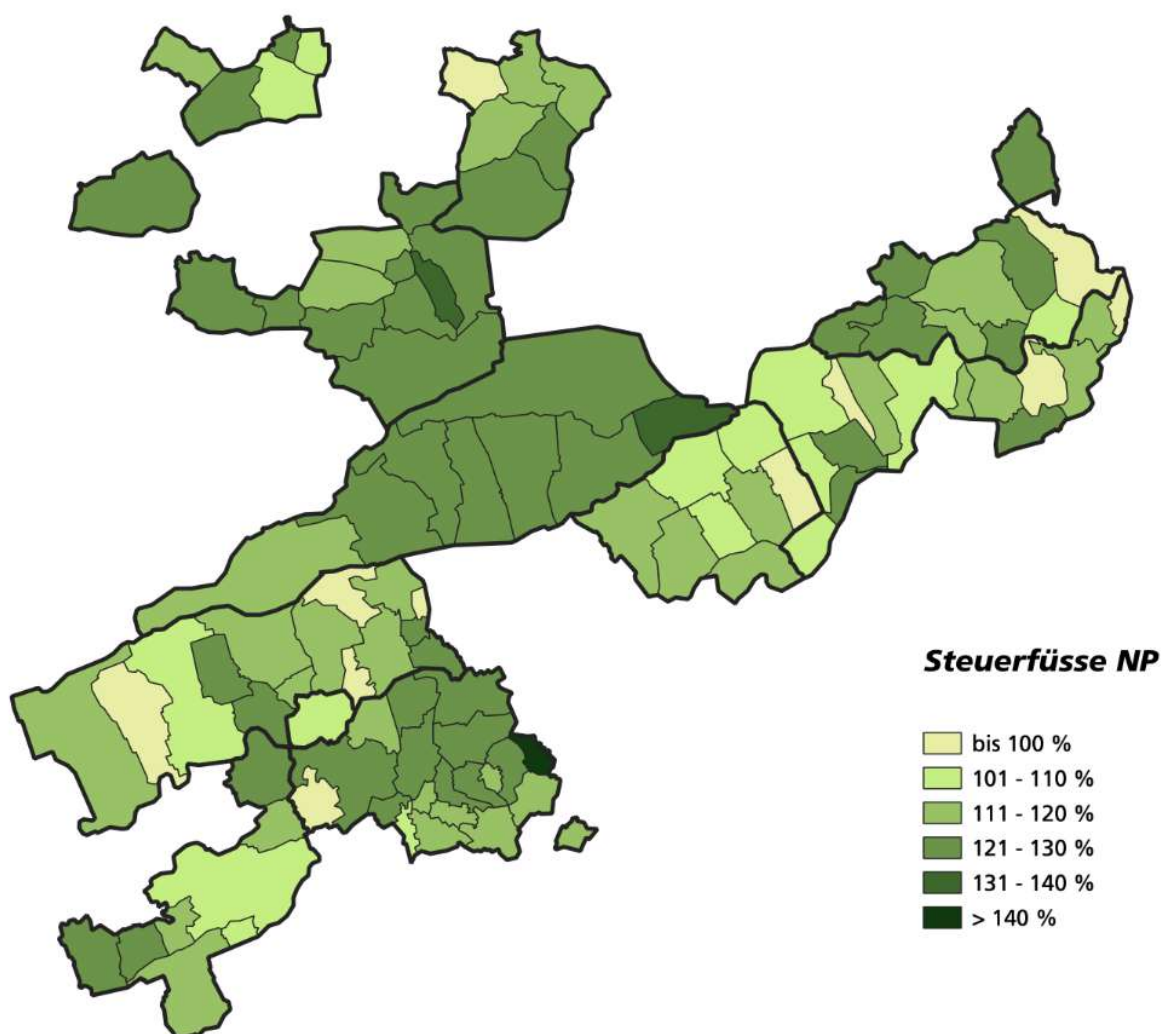 Steuerfüsse NP
bis 100 %
101 - 110 %
111 - 120 %
121 - 130 %
131 - 140 %
> 140 %